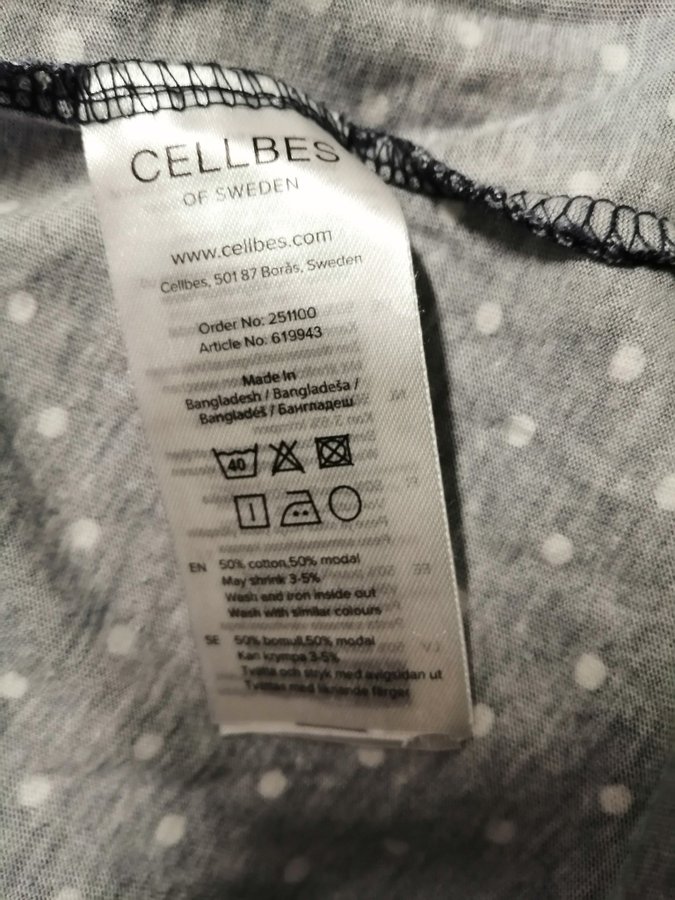 CELLBES
OF SWEDEN
www.cellbes.com
Cellbes, 501 87 Borås, Sweden
Order No: 251100
Article No: 619943
Made In
Bangladesh / Bangladeša /
Bangladéš / Бангладеш
40
EN 50% cotton,50% modal
May shrink 3-5%
Wash and iron inside out
Wash with similar colours
SE 50% bomull,50% modal
Kan krympa 3-5%
Tvätta och stryk med avigsidan ut
Tvättas med liknande färger